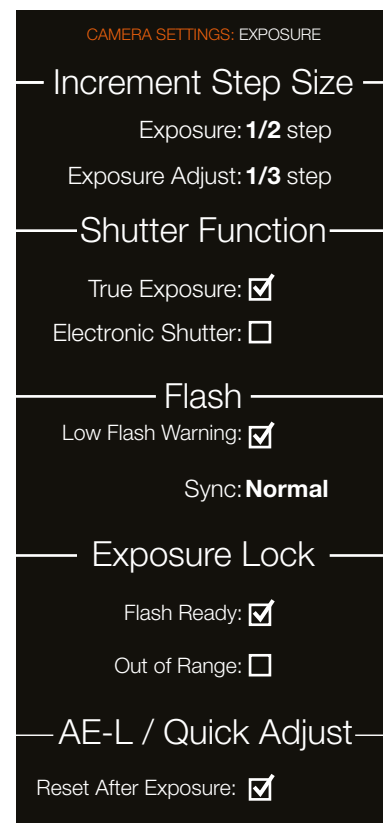 CAMERA SETTINGS: EXPOSURE
Increment Step Size
Exposure: 1/2 step
Exposure Adjust: 1/3 step
Shutter Function
True Exposure:
Electronic Shutter:
Flash
Low Flash Warning:
Sync: Normal
Exposure Lock
Flash Ready:
Out of Range:
AE-L / Quick Adjust
Reset After Exposure: